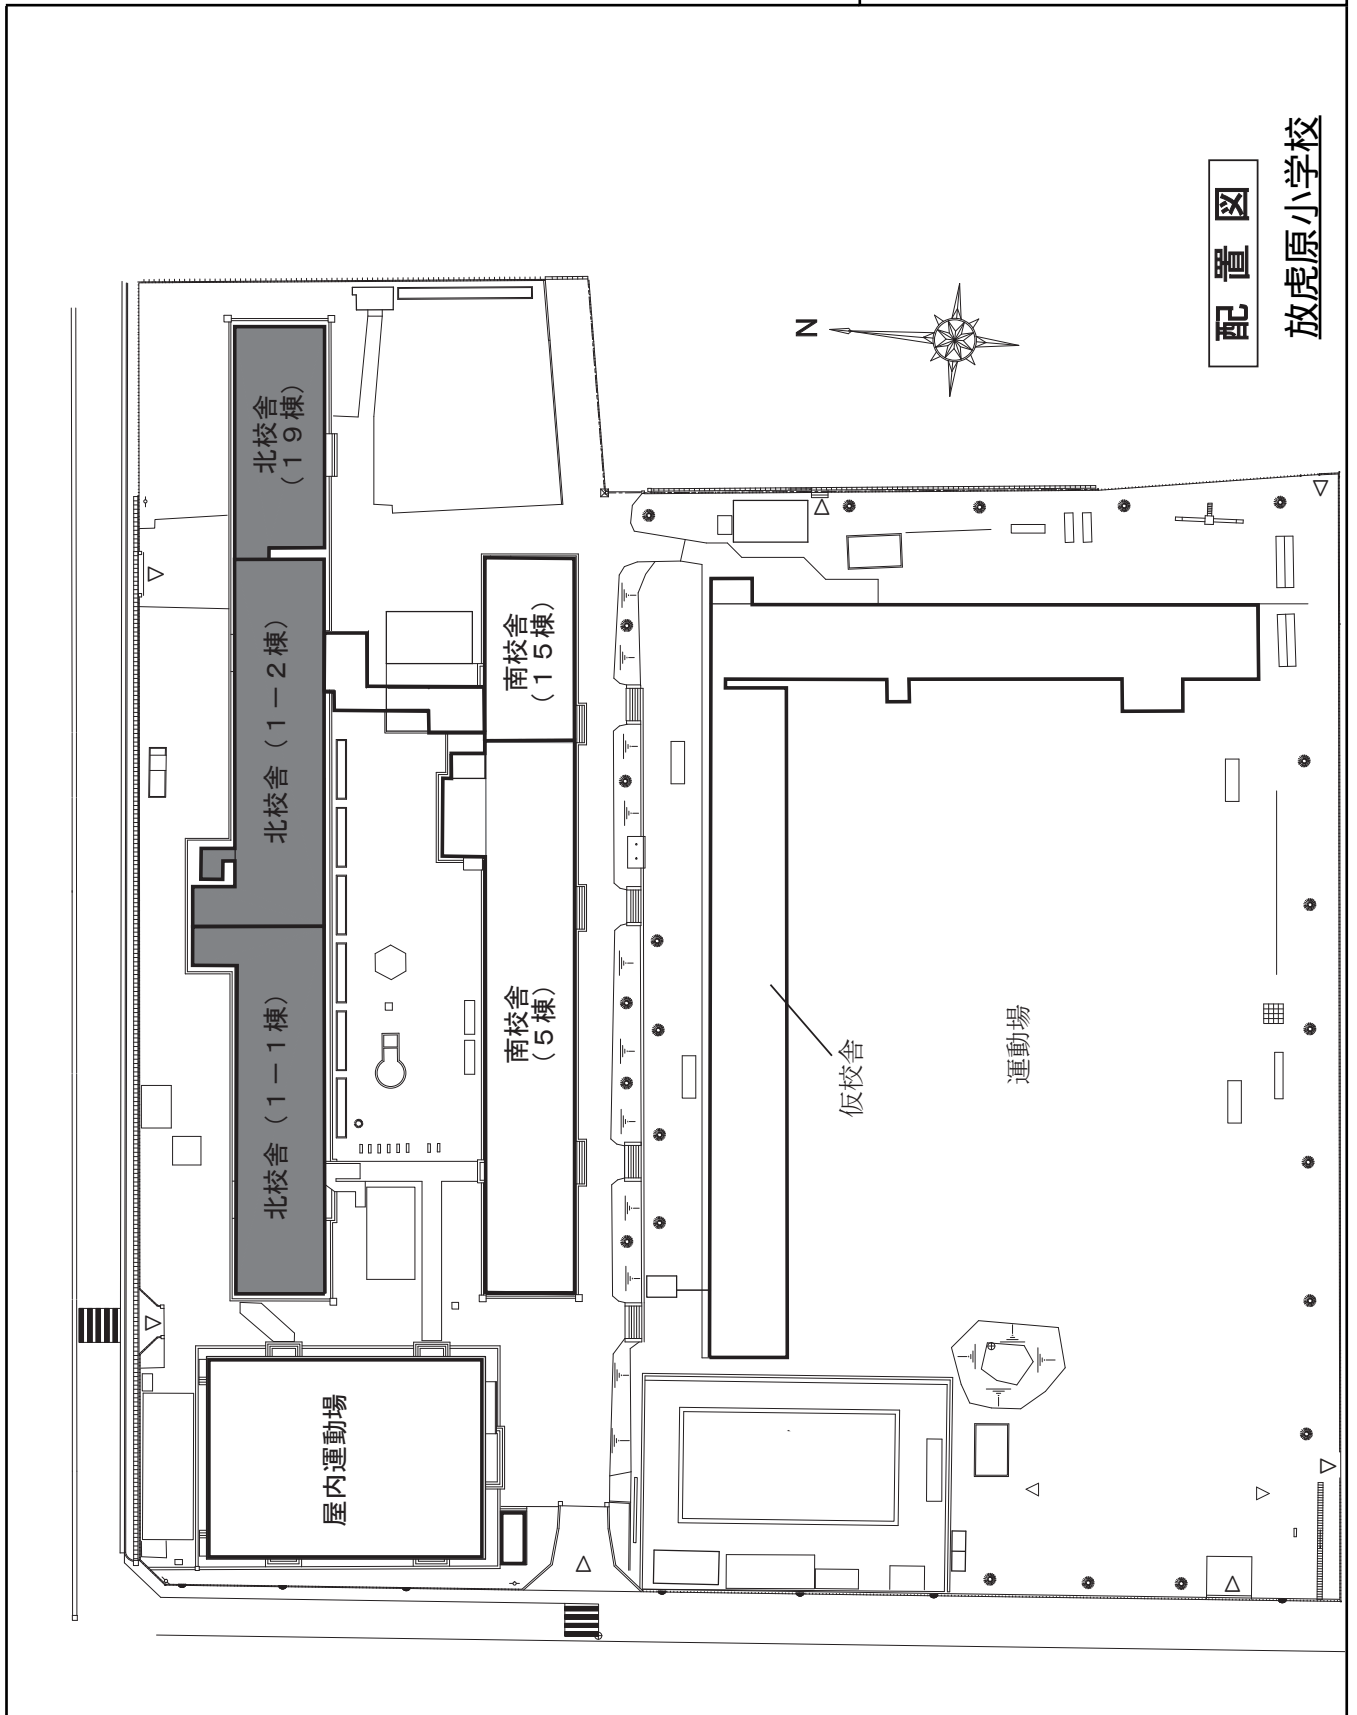 放虎原小学校
配置図
N
北校舎
（１９棟）
北校舎（１－２棟）
北校舎（１－１棟）
南校舎
（１５棟）
南校舎
（５棟）
屋内運動場
仮校舎
運動場